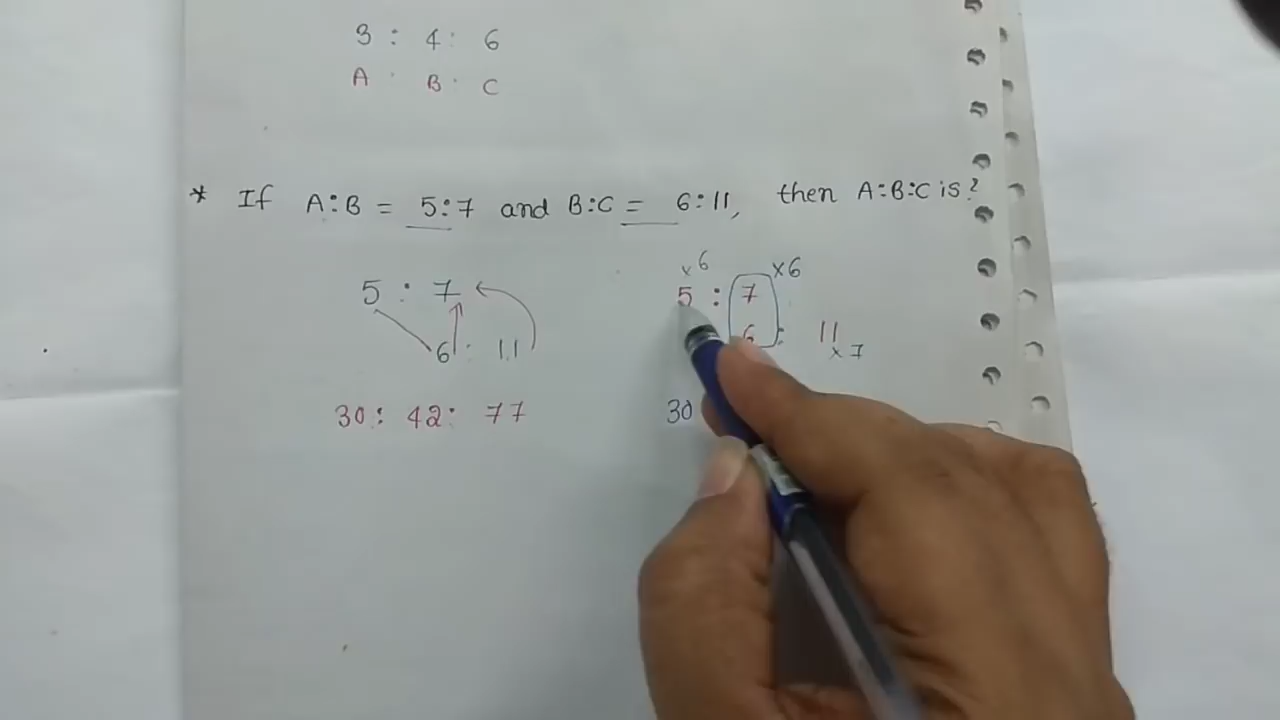 3 : 4 : 6
A : B : C
* If A:B = 5:7 and B:C = 6:11, then A:B:C is?
×6 ×6
5 : 7 5 : 7
6 : 11 6 : 11
×7
30 : 42 : 77 30